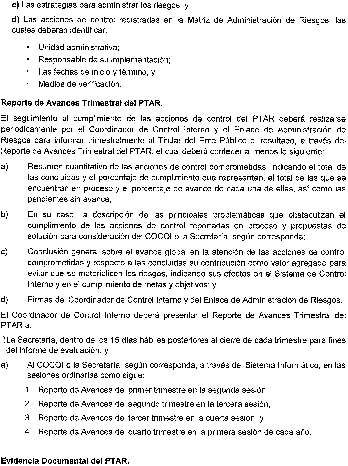 c) Las estrategias para administrar los riesgos, y
d) Las acciones de control registradas en la Matriz de Administración de Riesgos, las
cuales deberán identificar:
• Unidad administrativa;
• Responsable de su implementación;
• Las fechas de inicio y término, y
• Medios de verificación.
Reporte de Avances Trimestral del PTAR.
El seguimiento al cumplimiento de las acciones de control del PTAR deberá realizarse
periódicamente por el Coordinador de Control Interno y el Enlace de Administración de
Riesgos para informar trimestralmente al Titular del Ente Público el resultado, a través del
Reporte de Avances Trimestral del PTAR, el cual deberá contener al menos lo siguiente:
a) Resumen cuantitativo de las acciones de control comprometidas, indicando el total de
las concluidas y el porcentaje de cumplimiento que representan, el total de las que se
encuentran en proceso y el porcentaje de avance de cada una de ellas, así como las
pendientes sin avance;
b) En su caso, la descripción de las principales problemáticas que obstaculizan el
cumplimiento de las acciones de control reportadas en proceso y propuestas de
solución para consideración del COCODI o la Secretaría, según corresponda;
c) Conclusión general sobre el avance global en la atención de las acciones de control
comprometidas y respecto a las concluidas su contribución como valor agregado para
evitar que se materialicen los riesgos, indicando sus efectos en el Sistema de Control
Interno y en el cumplimiento de metas y objetivos; y
d) Firmas del Coordinador de Control Interno y del Enlace de Administración de Riesgos.
El Coordinador de Control Interno deberá presentar el Reporte de Avances Trimestral del
PTAR a:
La Secretaría, dentro de los 15 días hábiles posteriores al cierre de cada trimestre para fines
del Informe de evaluación, y
a) Al COCODI o la Secretaría, según corresponda, a través del Sistema Informático, en las
sesiones ordinarias como sigue:
1. Reporte de Avances del primer trimestre en la segunda sesión;
2. Reporte de Avances del segundo trimestre en la tercera sesión;
3. Reporte de Avances del tercer trimestre en la cuarta sesión, y
4. Reporte de Avances del cuarto trimestre en la primera sesión de cada año.
Evidencia Documental del PTAR.